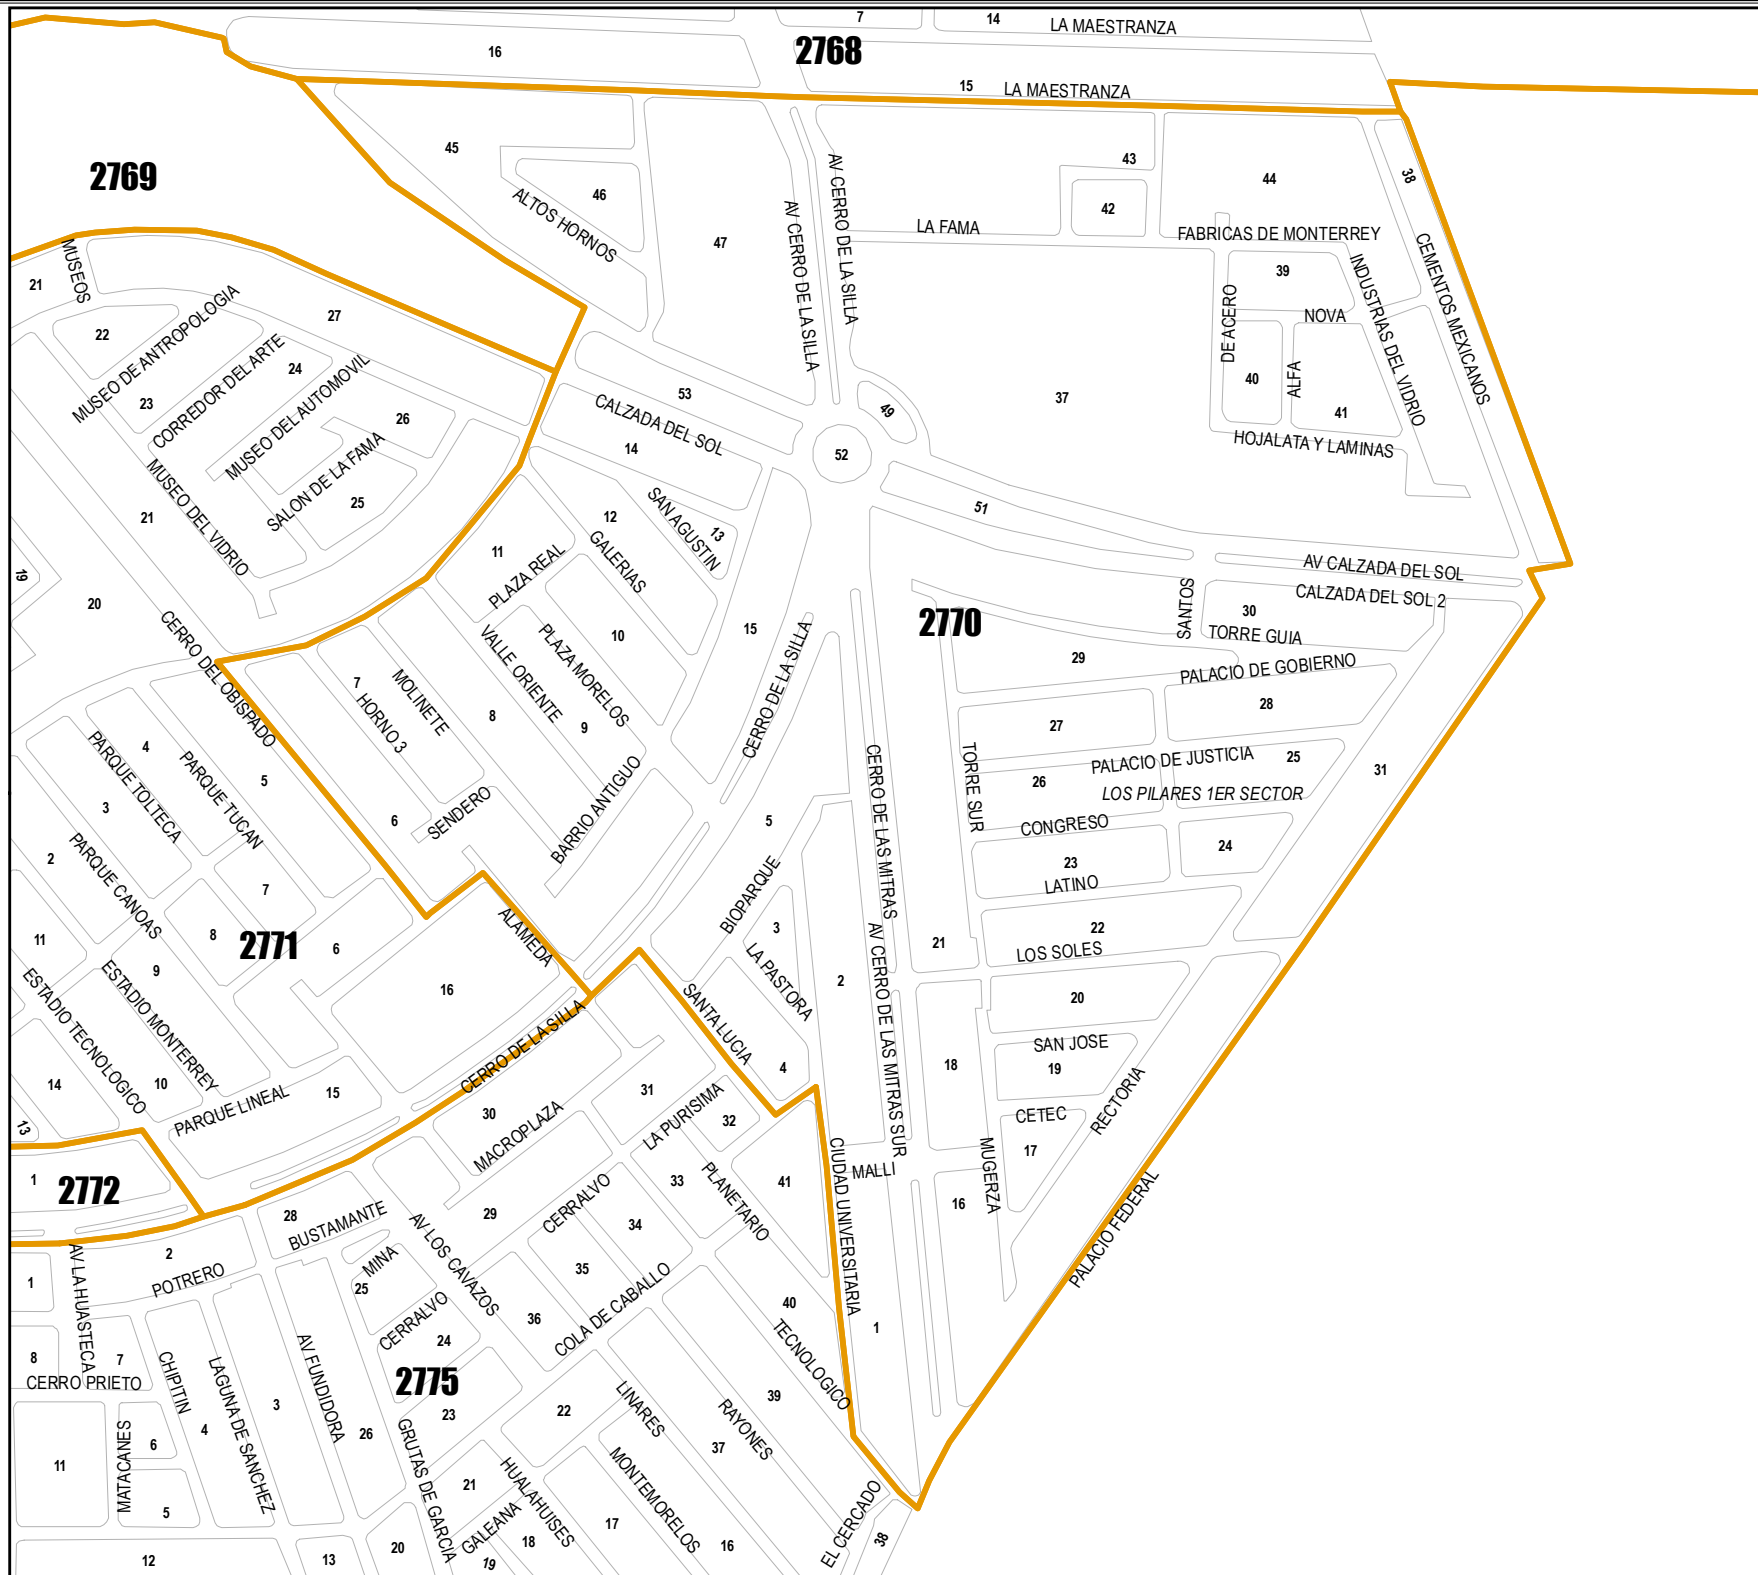 7
14
LA MAESTRANZA
16
2768
15
LA MAESTRANZA
45
2769
46
ALTOS HORNOS
47
AV CERRO DE LA SILLA
AV CERRO DE LA SILLA
43
42
44
38
LA FAMA
FABRICAS DE MONTERREY
39
CEMENTOS MEXICANOS
INDUSTRIAS DEL VIDRIO
DE ACERO
NOVA
40
ALFA
41
37
HOJALATA Y LAMINAS
MUSEOS
21
22
27
MUSEO DE ANTROPOLOGIA
CORREDOR DEL ARTE
24
23
MUSEO DEL AUTOMOVIL
26
SALON DE LA FAMA
25
MUSEO DEL VIDRIO
21
53
CALZADA DEL SOL
14
49
52
51
SAN AGUSTIN
13
12
GALERIAS
11
PLAZA REAL
10
15
19
20
AV CALZADA DEL SOL
CALZADA DEL SOL 2
SANTOS
30
TORRE GUIA
2770
29
PALACIO DE GOBIERNO
28
27
CERRO DEL OBISPADO
7
HORNO 3
MOLINETE
8
VALLE ORIENTE
PLAZA MORELOS
9
CERRO DE LA SILLA
PALACIO DE JUSTICIA
25
31
26
LOS PILARES 1ER SECTOR
TORRE SUR
CONGRESO
24
23
LATINO
4
PARQUE TOLTECA
PARQUE TUCAN
5
3
6
SENDERO
BARRIO ANTIGUO
5
CERRO DE LAS MITRAS
2
PARQUE CANOAS
7
BIOPARQUE
3
LA PASTORA
22
21
LOS SOLES
11
8
2771
6
ALAMEDA
AV CERRO DE LAS MITRAS SUR
2
9
ESTADIO MONTERREY
ESTADIO TECNOLOGICO
16
SANTA LUCIA
20
CERRO DE LA SILLA
SAN JOSE
18
19
14
10
PARQUE LINEAL
15
4
31
30
MACROPLAZA
LA PURISIMA
32
CETEC
RECTORIA
17
13
MUGERZA
MALLI
CIUDAD UNIVERSITARIA
1
2772
33
PLANETARIO
41
16
PALACIO FEDERAL
28
BUSTAMANTE
29
CERRALVO
34
2
POTRERO
AV LA HUASTECA
MINA
25
AV LOS CAVAZOS
35
1
COLA DE CABALLO
36
40
TECNOLOGICO
1
CERRALVO
24
8
7
CERRO PRIETO
CHIPITIN
LAGUNA DE SANCHEZ
3
AV FUNDIDORA
2775
39
LINARES
RAYONES
22
23
26
4
GRUTAS DE GARCIA
37
11
MATACANES
6
5
21
HUALAHUISES
MONTEMORELOS
GALEANA
17
18
19
16
EL CERCADO
38
12
13
20